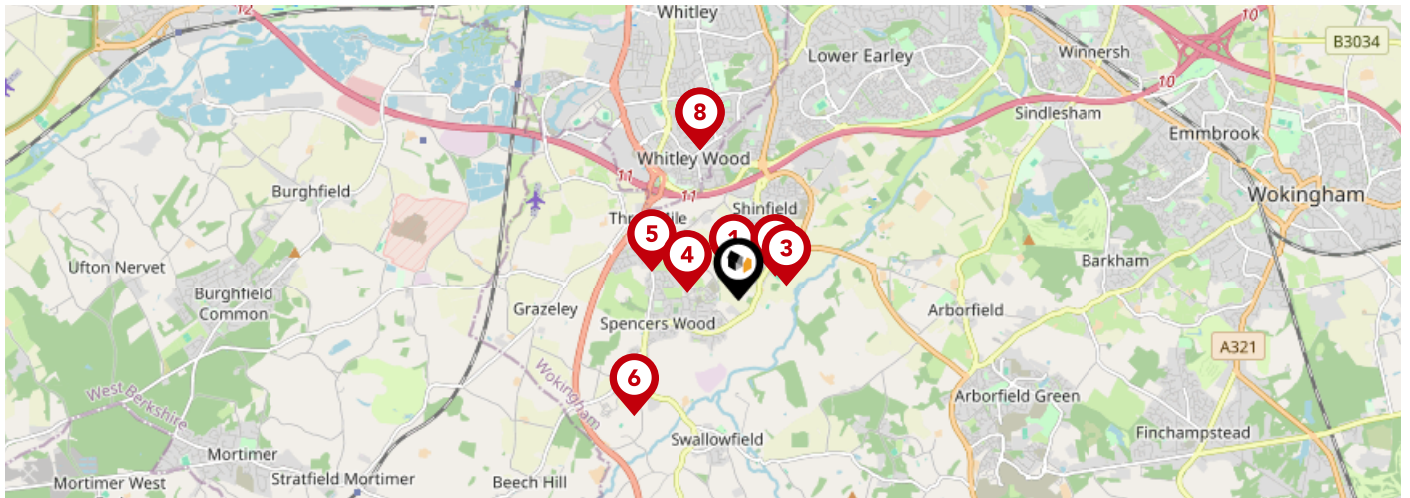 12
Whitley
10
B3034
Lower Earley
Winnersh
10
8
Sindlesham
Emmbrook
Whitley Wood
11
Burghfield
11
Wokingham
Shinfield
5
1
3
4
Barkham
Ufton Nervet
Burghfield
Common
Grazeley
Arborfield
Spencers Wood
A321
6
Wokingham
West Berkshire
Arborfield Green
Swallowfield
Finchampstead
Mortimer
Stratfield Mortimer
Mortimer West
Beech Hill